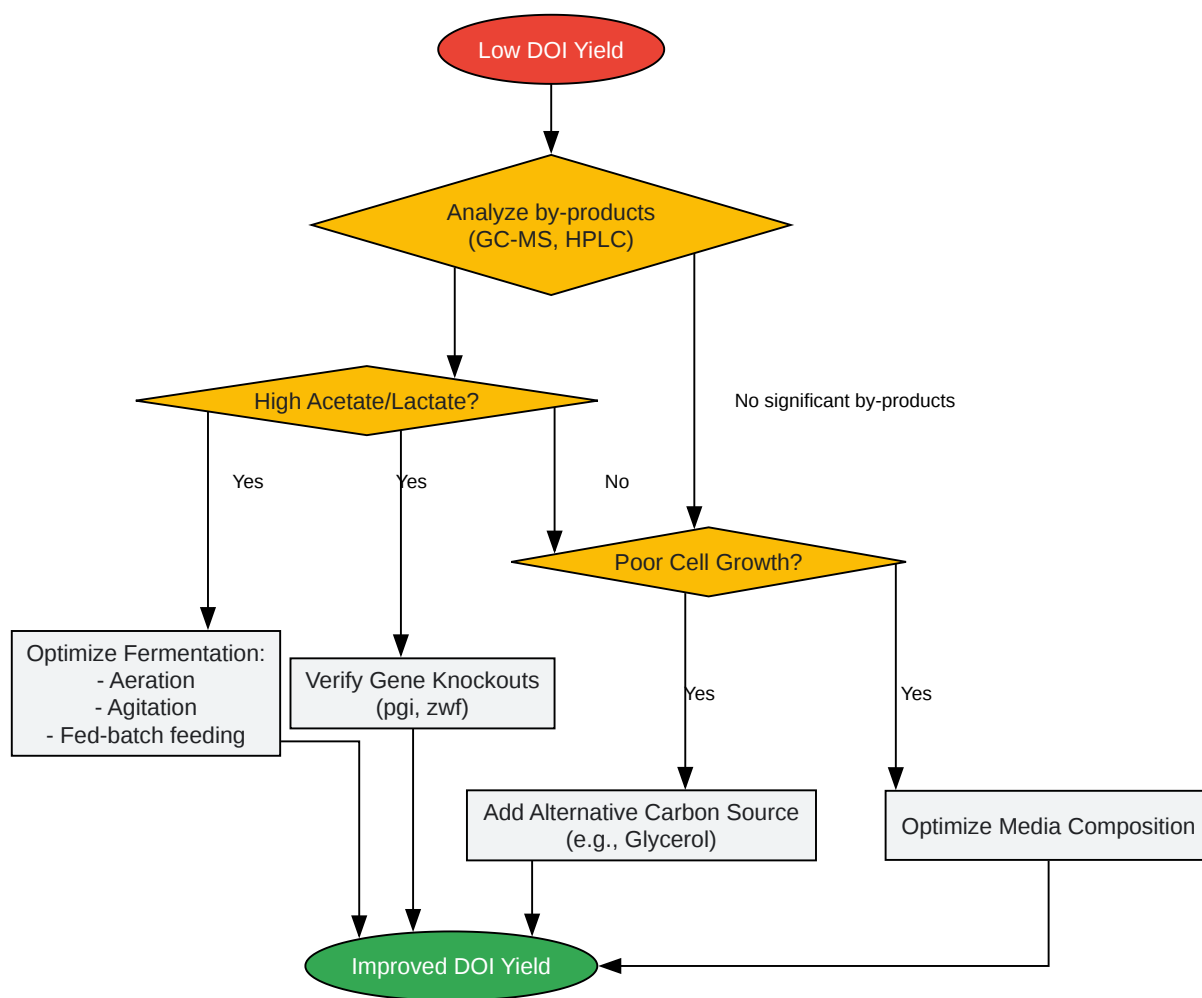 Low DOI Yield
Analyze by-products
(GC-MS, HPLC)
High Acetate/Lactate?
No significant by-products
Yes
Yes
No
Poor Cell Growth?
Optimize Fermentation:
- Aeration
- Agitation
- Fed-batch feeding
Verify Gene Knockouts
(pgi, zwf)
Yes
Yes
Add Alternative Carbon Source
(e.g., Glycerol)
Optimize Media Composition
Improved DOI Yield